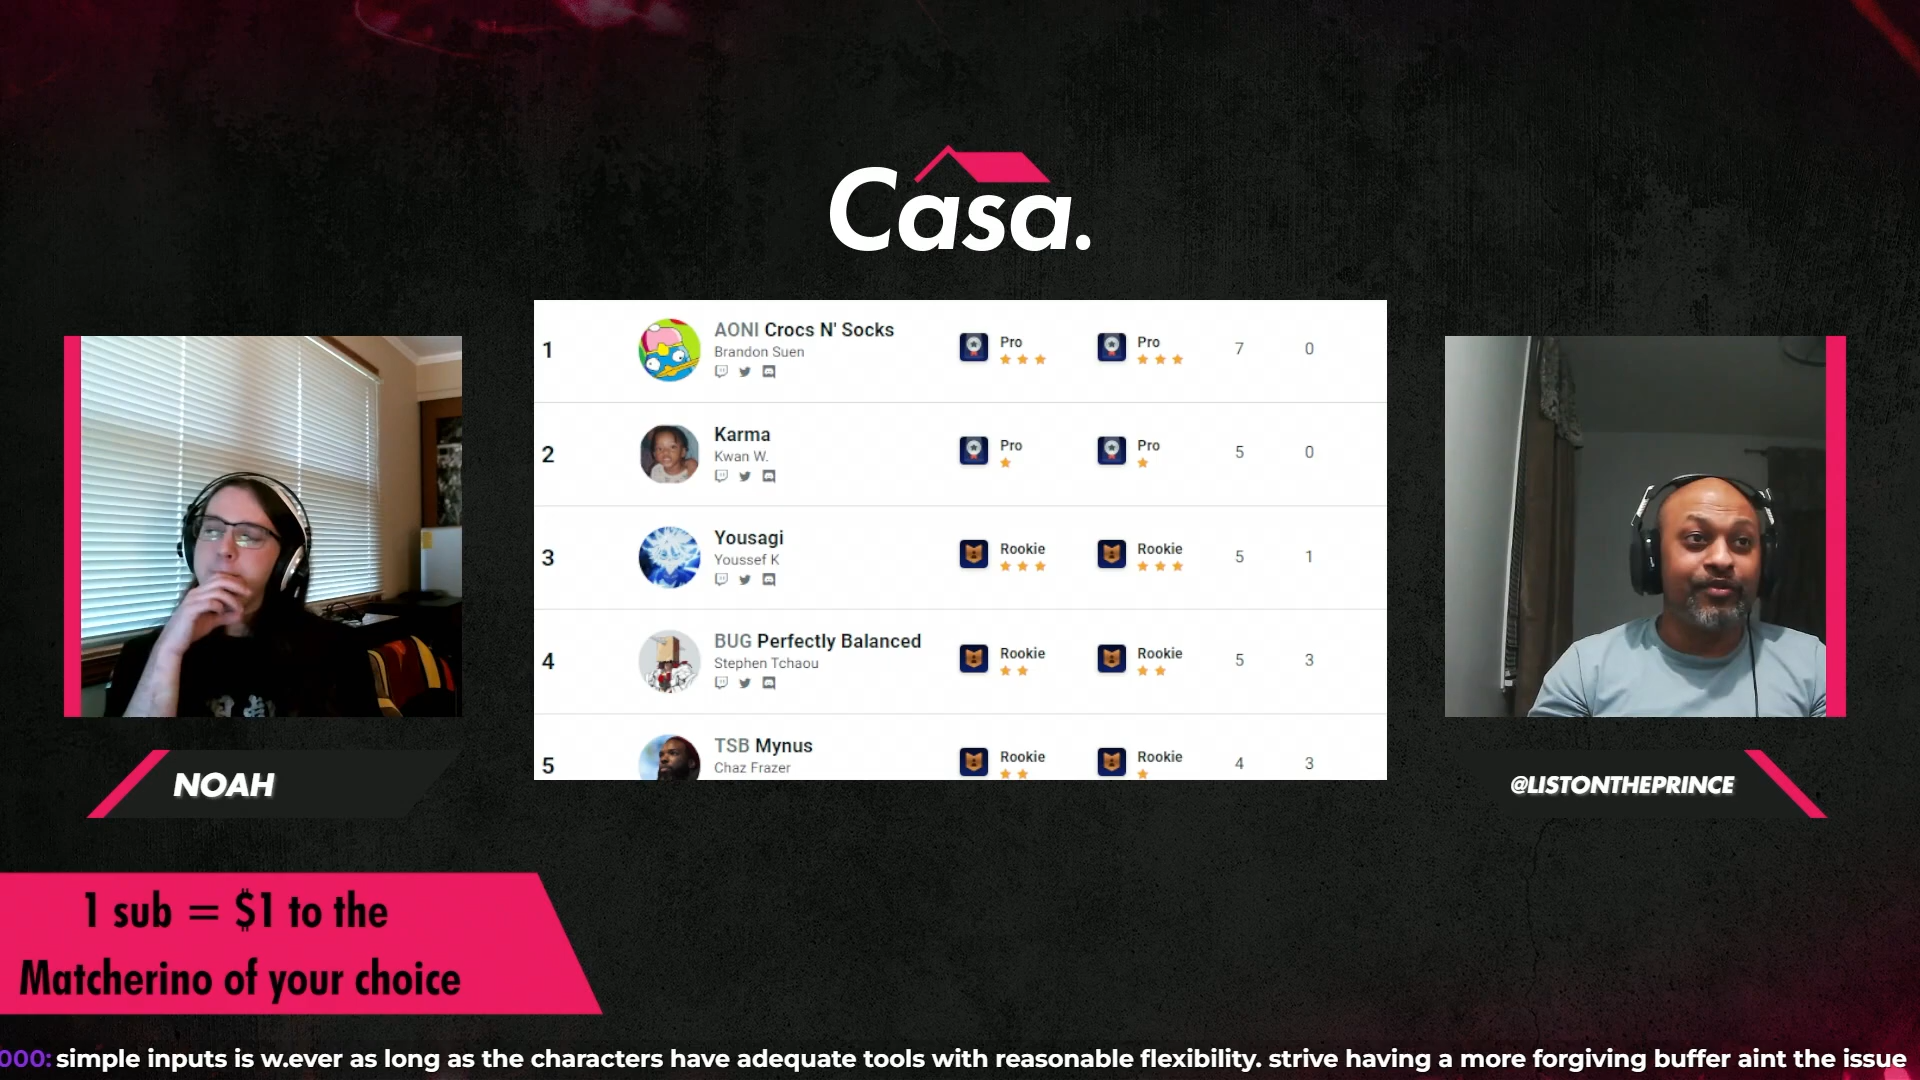 Casa.
1
AONI Crocs N' Socks
Brandon Suen
Pro
Pro
7
0
2
Karma
Kwan W.
Pro
Pro
5
0
3
Yousagi
Youssef K
Rookie
Rookie
5
1
4
BUG Perfectly Balanced
Stephen Tchaou
Rookie
Rookie
5
3
5
TSB Mynus
Chaz Frazer
Rookie
Rookie
4
3
NOAH
@LISTONTHEPRINCE
1 sub = $1 to the
Matcherino of your choice
000: simple inputs is w.ever as long as the characters have adequate tools with reasonable flexibility. strive having a more forgiving buffer aint the issue